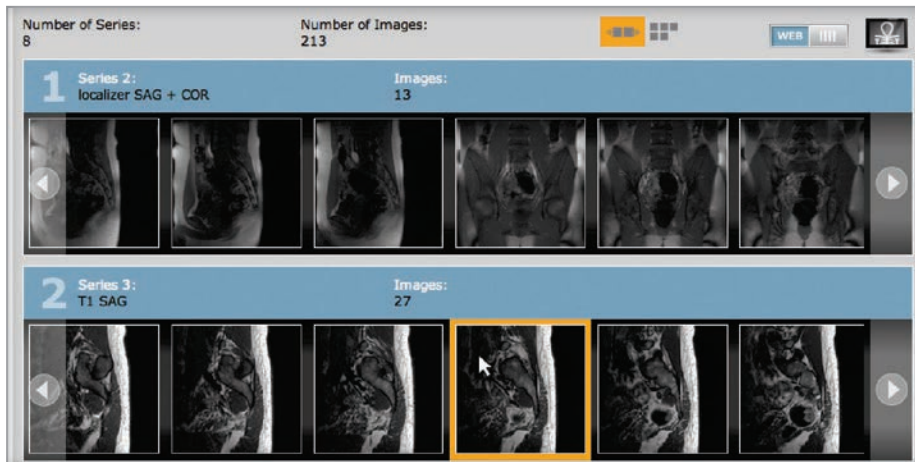 Number of Series:
8
Number of Images:
213
WEB
1
Series 2:
localizer SAG + COR
Images:
13
2
Series 3:
T1 SAG
Images:
27